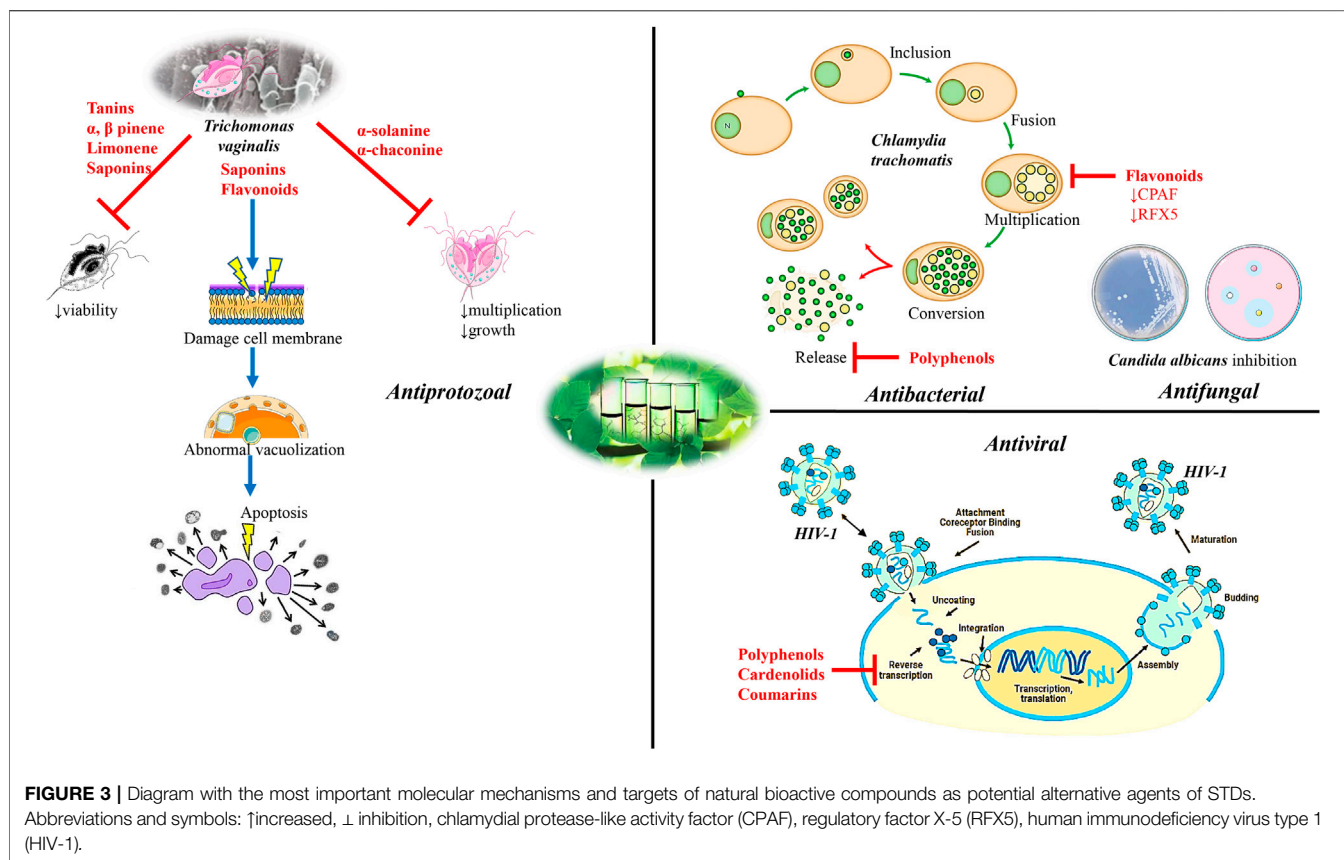 Tanins
α, β pinene
Limonene
Saponins
Trichomonas
vaginalis
α-solanine
α-chaconine
Saponins
Flavonoids
↓viability
↓multiplication
↓growth
Damage cell membrane
Antiprotozoal
Abnormal vacuolization
Apoptosis
Inclusion
N
Fusion
Chlamydia
trachomatis
Flavonoids
↓CPAF
↓RFX5
Multiplication
Conversion
Release
Polyphenols
Candida albicans inhibition
Antibacterial
Antifungal
Antiviral
HIV-1
HIV-1
Attachment
Coreceptor Binding
Fusion
Maturation
Uncoating
Budding
Integration
Polyphenols
Cardenolids
Coumarins
Reverse
transcription
Assembly
Transcription,
translation
FIGURE 3 | Diagram with the most important molecular mechanisms and targets of natural bioactive compounds as potential alternative agents of STDs.
Abbreviations and symbols: ↑increased, ⊥ inhibition, chlamydial protease-like activity factor (CPAF), regulatory factor X-5 (RFX5), human immunodeficiency virus type 1
(HIV-1).